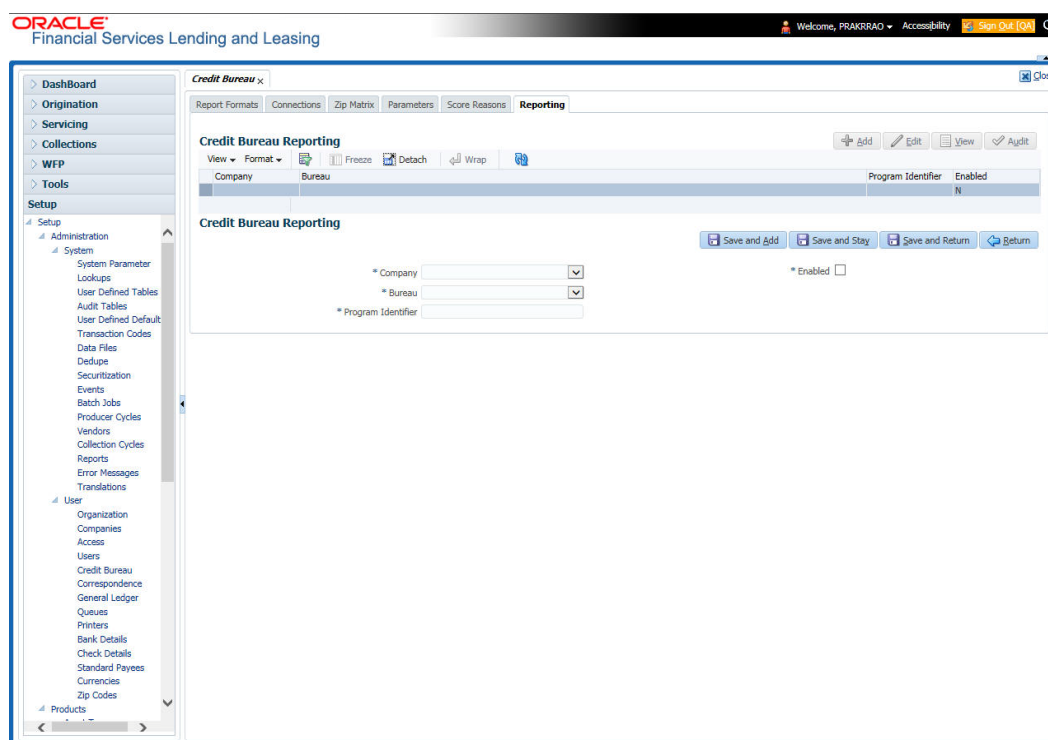 ORACLE
Financial Services Lending and Leasing
Welcome, PRAKRRAO Accessibility Sign Out [QA]
DashBoard
Origination
Servicing
Collections
WFP
Tools
Setup
Setup
Administration
System
System Parameter
Lookups
User Defined Tables
Audit Tables
User Defined Default
Transaction Codes
Data Files
Dedupe
Securitization
Events
Batch Jobs
Producer Cycles
Vendors
Collection Cycles
Reports
Error Messages
Translations
User
Organization
Companies
Access
Users
Credit Bureau
Correspondence
General Ledger
Queues
Printers
Bank Details
Check Details
Standard Payees
Currencies
Zip Codes
Products
Credit Bureau x
Clos
Report Formats Connections Zip Matrix Parameters Score Reasons Reporting
Credit Bureau Reporting
Add Edit View Audit
View Format Freeze Detach Wrap
Company Bureau Program Identifier Enabled
N
Credit Bureau Reporting
Save and Add Save and Stay Save and Return Return
* Company
* Enabled
* Bureau
* Program Identifier